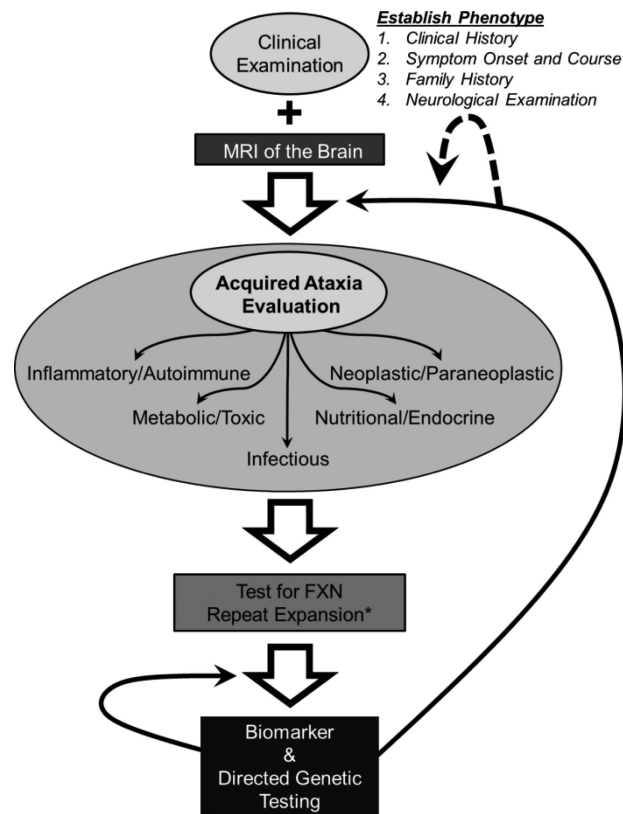 Clinical
Examination
Establish Phenotype
1. Clinical History
2. Symptom Onset and Course
3. Family History
4. Neurological Examination
+
MRI of the Brain
Acquired Ataxia
Evaluation
Inflammatory/Autoimmune
Neoplastic/Paraneoplastic
Metabolic/Toxic
Nutritional/Endocrine
Infectious
Test for FXN
Repeat Expansion*
Biomarker
&
Directed Genetic
Testing